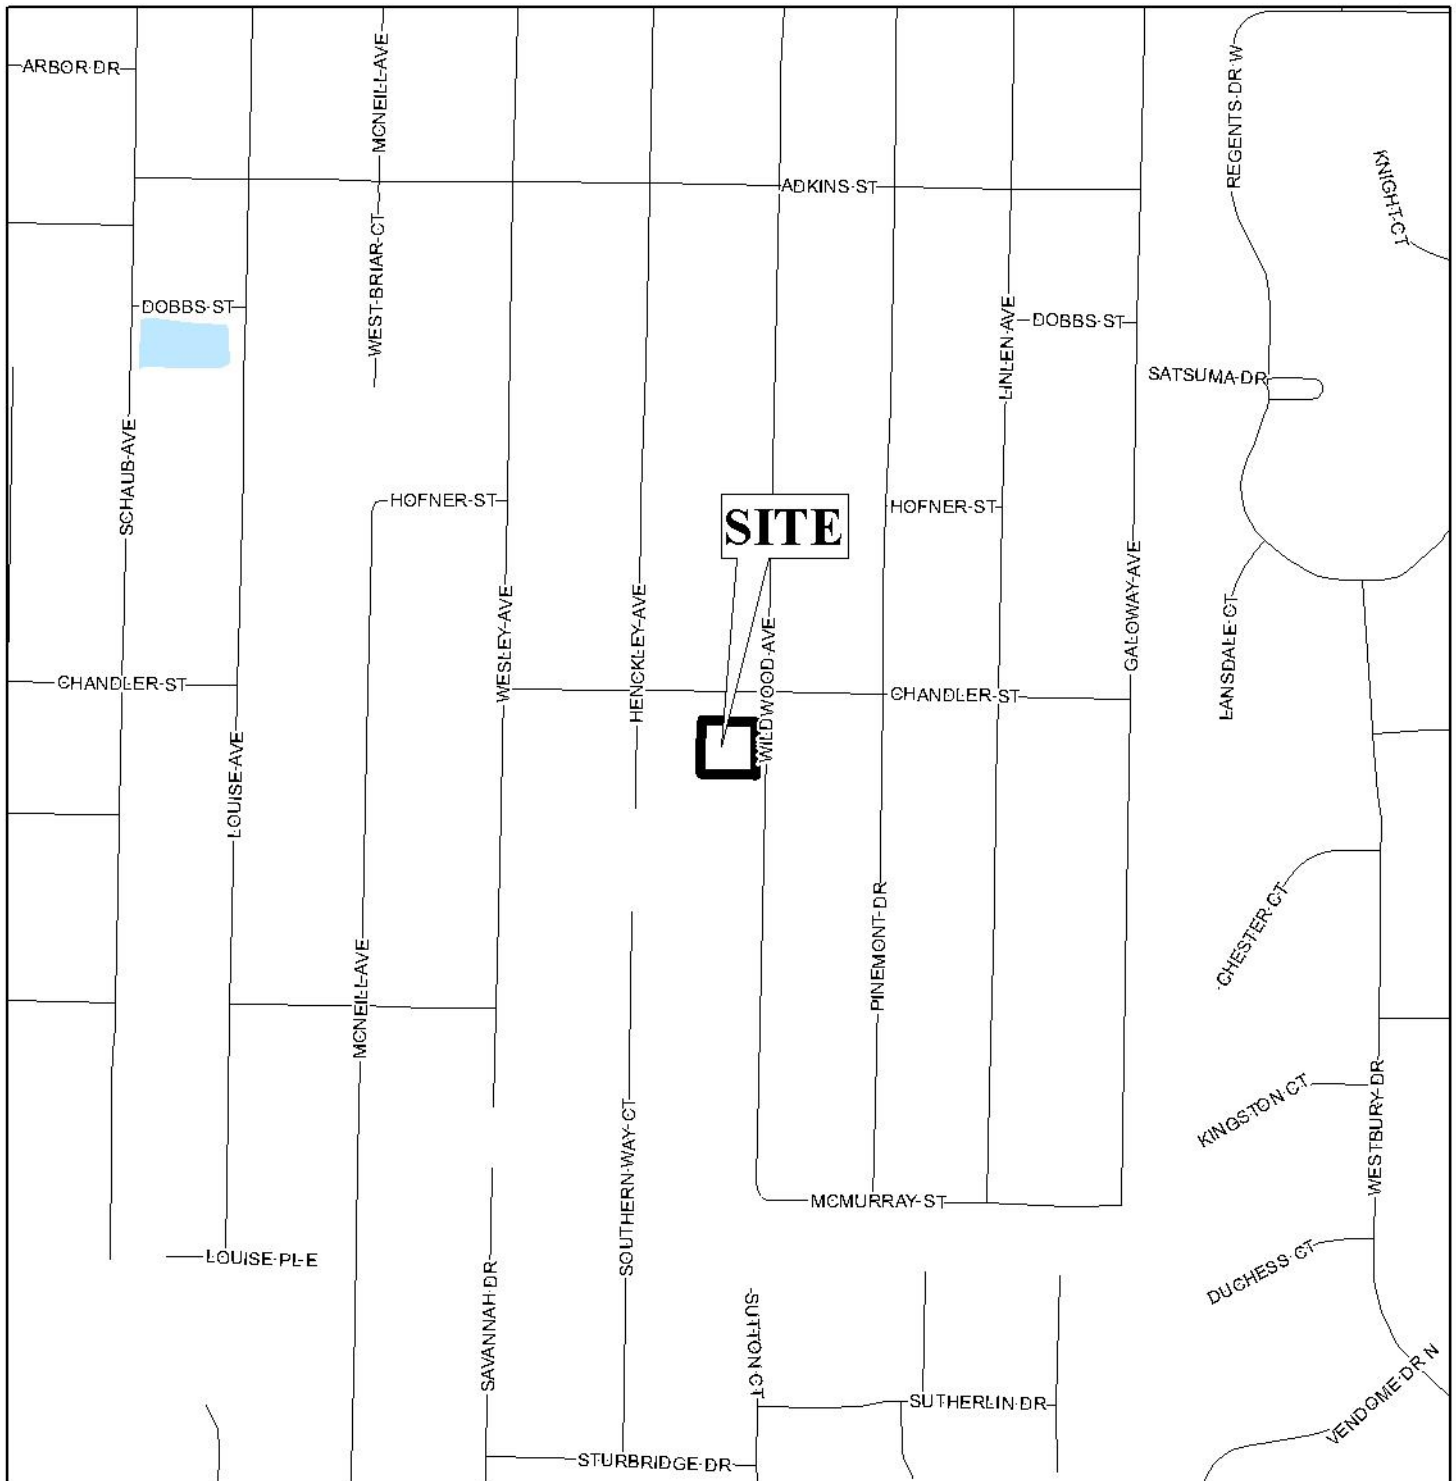 ARBOR DR
MCNEILL AVE
REGENTS DR W
KNIGHT CT
ADKINS ST
WEST BRIAR CT
DOBBS ST
LINLEN AVE
DOBBS ST
SATSUMA DR
SCHAUB AVE
HOFNER ST
SITE
HOFNER ST
GALOWAY AVE
WESLEY AVE
HENCKLEY AVE
WILDWOOD AVE
LANSDALE CT
CHANDLER ST
CHANDLER ST
LOUISE AVE
PINEMONT DR
CHESTER CT
MCNEILL AVE
KINGSTON CT
WESTBURY DR
SOUTHERN WAY CT
MCMURRAY ST
LOUISE PL E
DUCHESS CT
SAVANNAH DR
SUTTON CT
SUTHERLIN DR
VENDOME DR N
STURBRIDGE DR